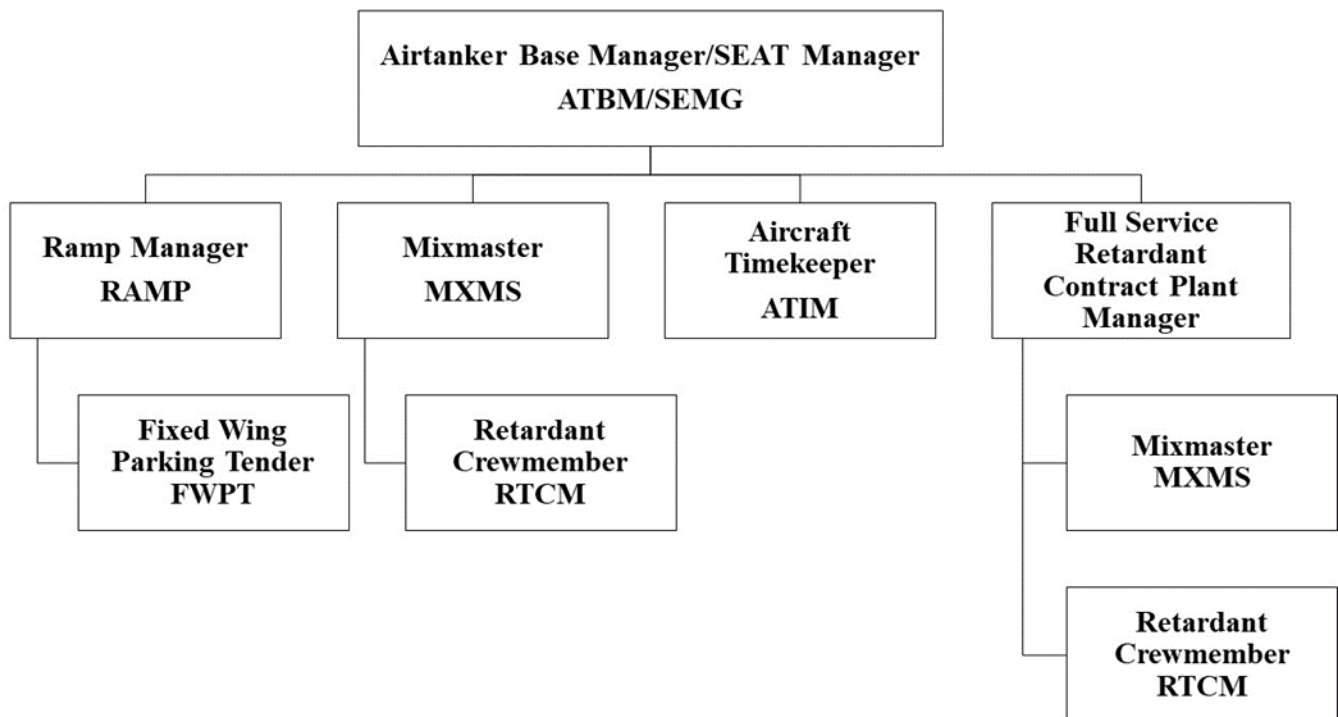 Airtanker Base Manager/SEAT Manager
ATBM/SEMG
Ramp Manager
RAMP
Mixmaster
MXMS
Aircraft
Timekeeper
ATIM
Full Service
Retardant
Contract Plant
Manager
Fixed Wing
Parking Tender
FWPT
Retardant
Crewmember
RTCM
Mixmaster
MXMS
Retardant
Crewmember
RTCM